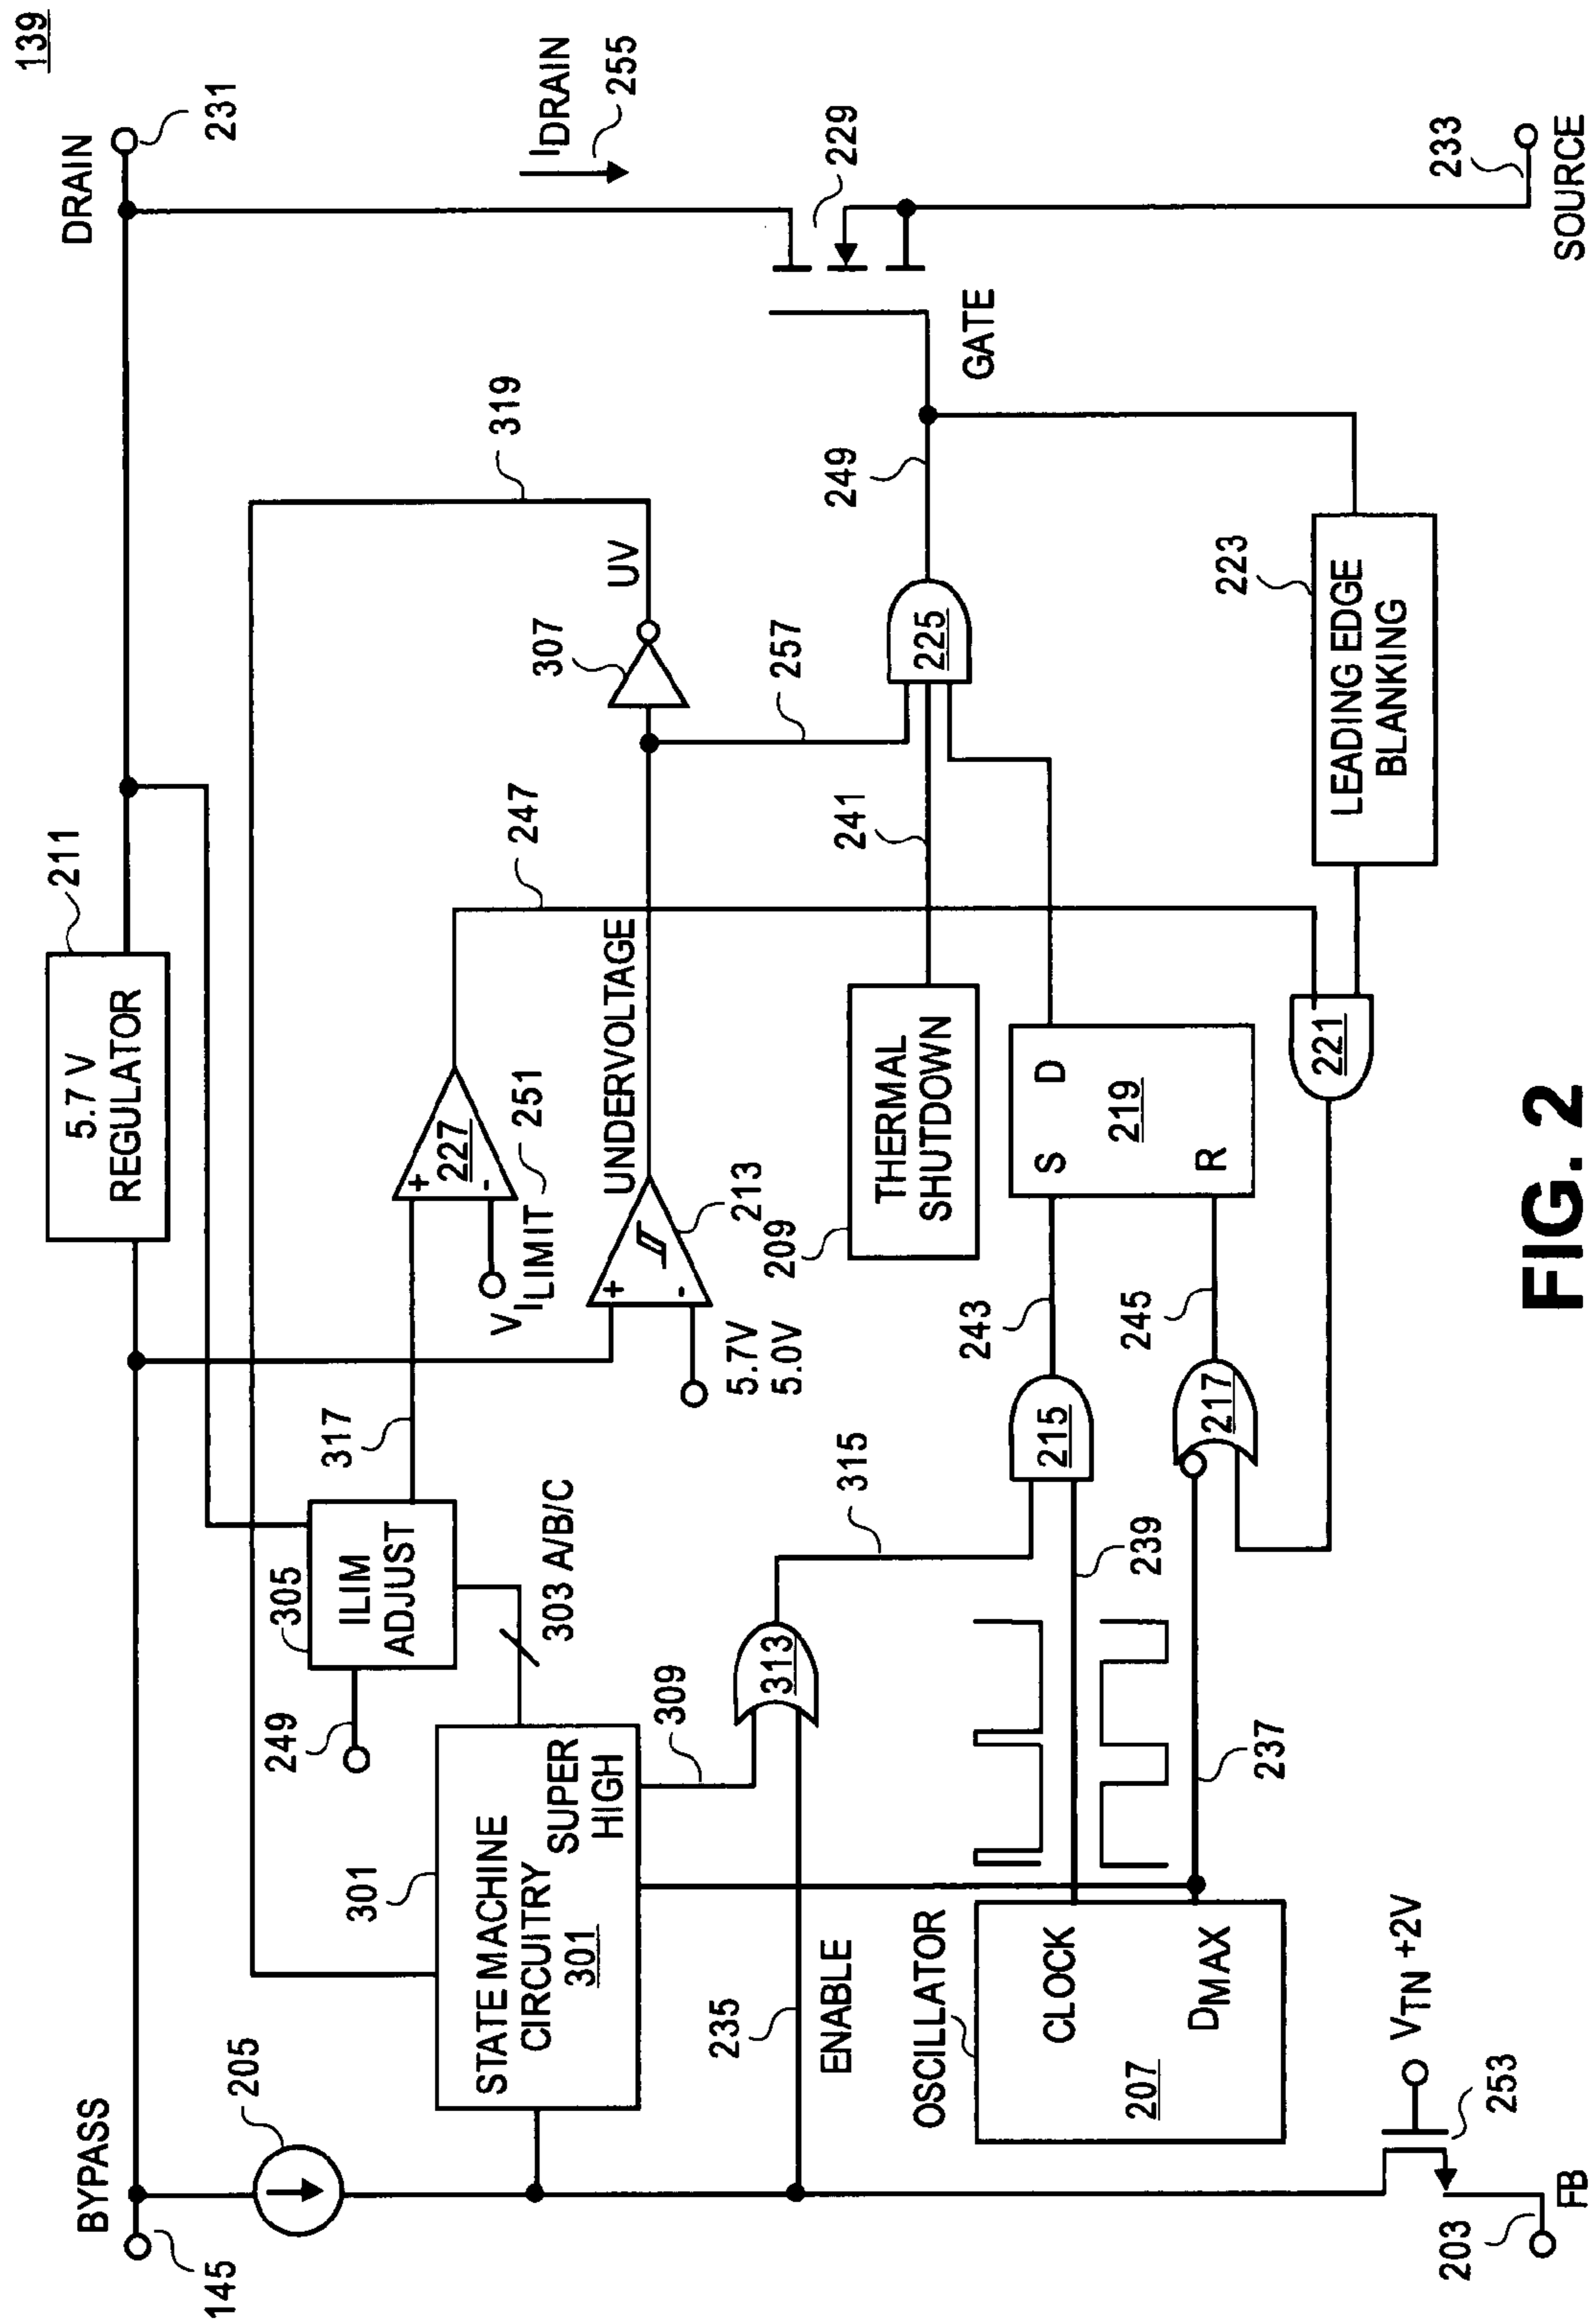 139
BYPASS
145
205
5.7 V
REGULATOR
211
DRAIN
231
IDRAIN
255
249
305
ILIM
ADJUST
317
303 A/B/C
301
STATE MACHINE
CIRCUITRY
301
SUPER
HIGH
309
+
227
-
VILIMIT
251
247
319
UNDERVOLTAGE
+
-
213
5.7V
5.0V
307
UV
257
235
ENABLE
313
315
209
THERMAL
SHUTDOWN
241
225
249
GATE
229
OSCILLATOR
CLOCK
207
DMAX
239
237
215
243
217
245
S
D
219
R
221
223
LEADING EDGE
BLANKING
233
SOURCE
VTN +2V
253
203
FB
FIG. 2